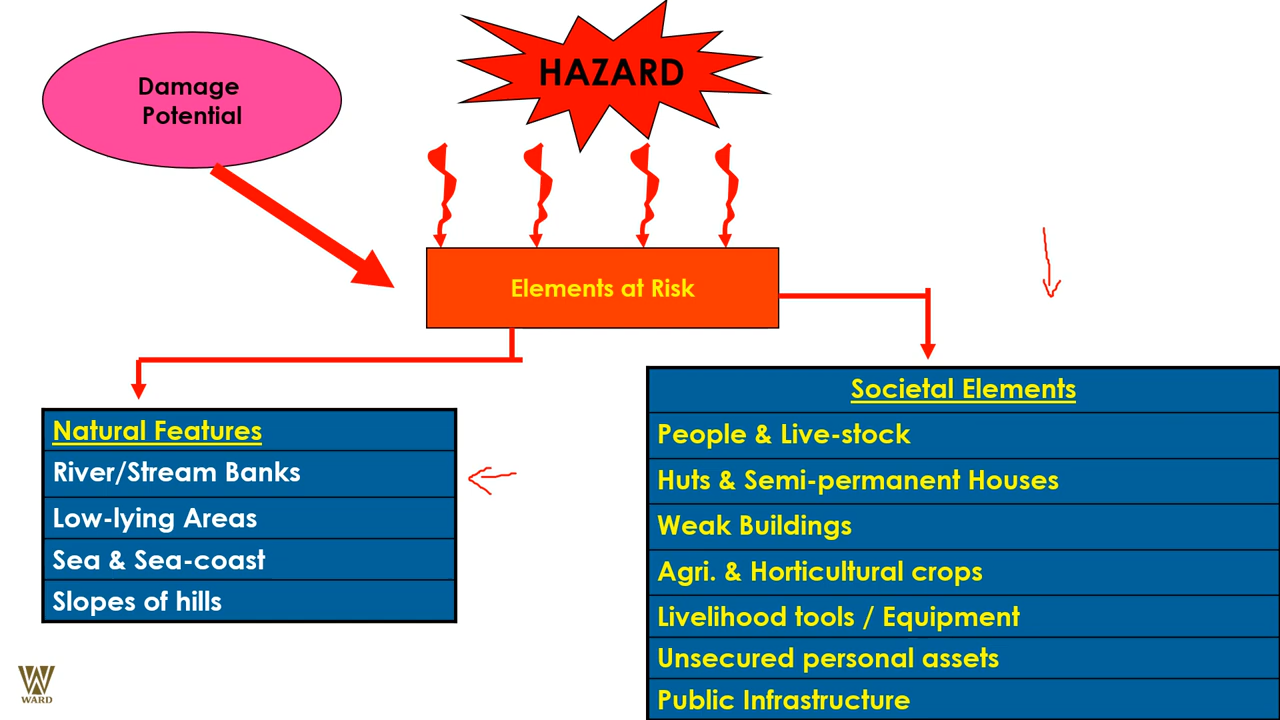 Damage
Potential
HAZARD
Elements at Risk
Natural Features
River/Stream Banks
Low-lying Areas
Sea & Sea-coast
Slopes of hills
Societal Elements
People & Live-stock
Huts & Semi-permanent Houses
Weak Buildings
Agri. & Horticultural crops
Livelihood tools / Equipment
Unsecured personal assets
Public Infrastructure
WARD